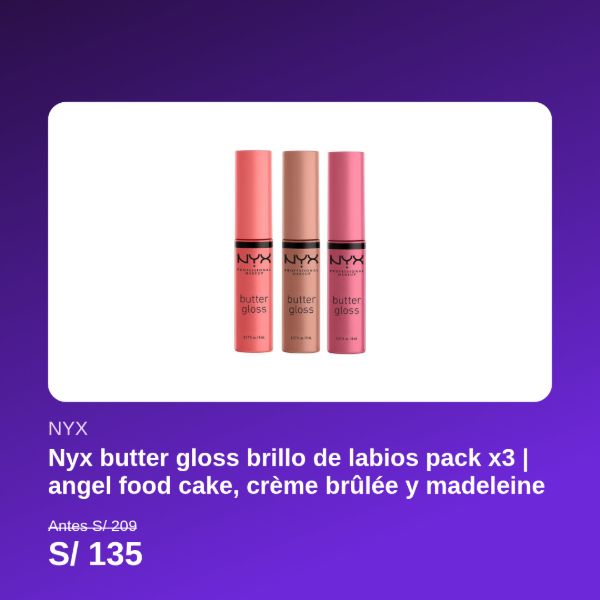 NYX
PROFESSIONAL
MAKEUP
butter
gloss
NYX
PROFESSIONAL
MAKEUP
butter
gloss
NYX
PROFESSIONAL
MAKEUP
butter
gloss
NYX
Nyx butter gloss brillo de labios pack x3 |
angel food cake, crème brûlée y madeleine
Antes S/ 209
S/ 135